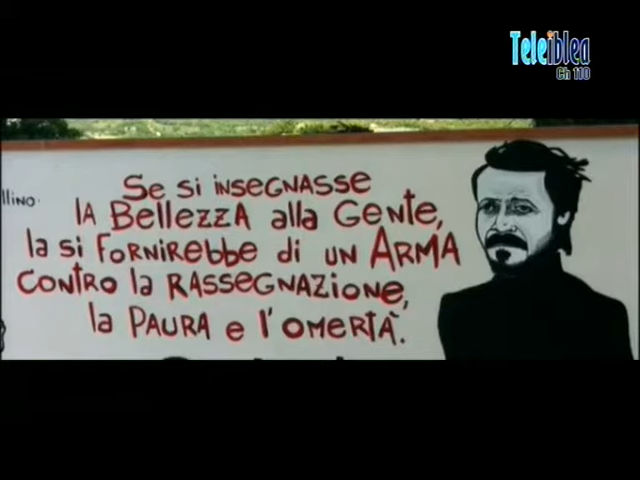 Teleiblea
Ch 110
llino.
Se si insegnasse
la Bellezza alla Gente,
la si Fornirebbe di un Arma
contro la Rassegnazione,
la Paura e l'omertà.